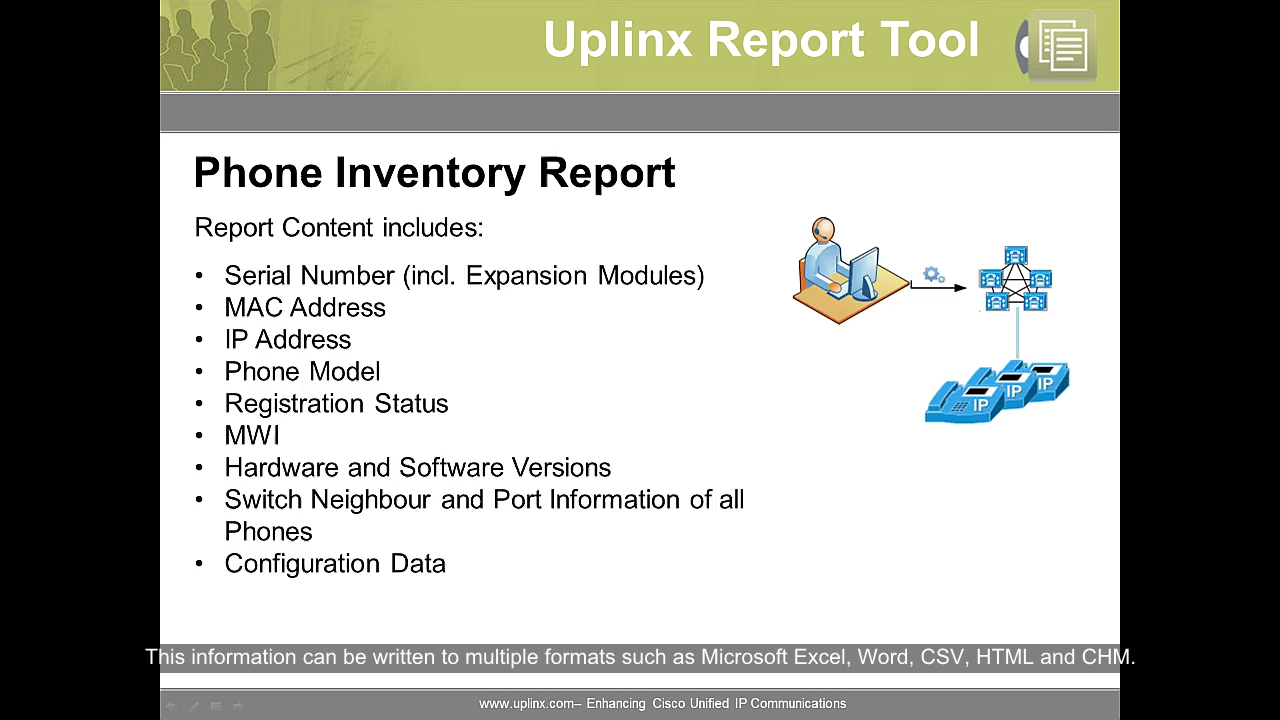 Uplinx Report Tool
Phone Inventory Report
Report Content includes:
• Serial Number (incl. Expansion Modules)
• MAC Address
• IP Address
• Phone Model
• Registration Status
• MWI
• Hardware and Software Versions
• Switch Neighbour and Port Information of all
Phones
• Configuration Data
IP
IP
IP
This information can be written to multiple formats such as Microsoft Excel, Word, CSV, HTML and CHM.
www.uplinx.com– Enhancing Cisco Unified IP Communications